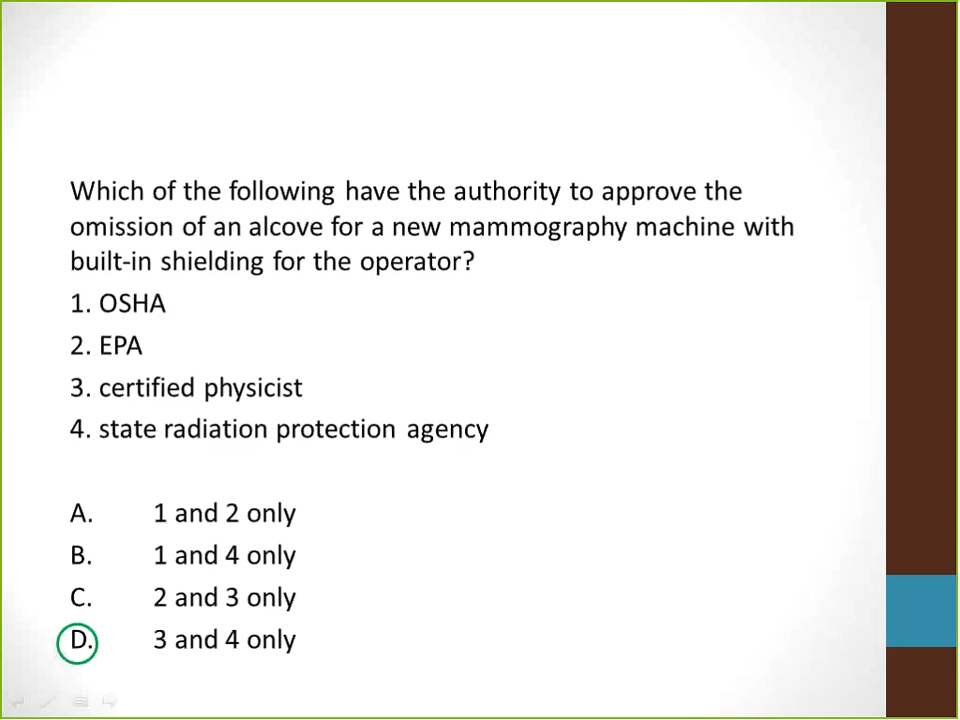 Which of the following have the authority to approve the
omission of an alcove for a new mammography machine with
built-in shielding for the operator?
1. OSHA
2. EPA
3. certified physicist
4. state radiation protection agency
A. 1 and 2 only
B. 1 and 4 only
C. 2 and 3 only
D. 3 and 4 only